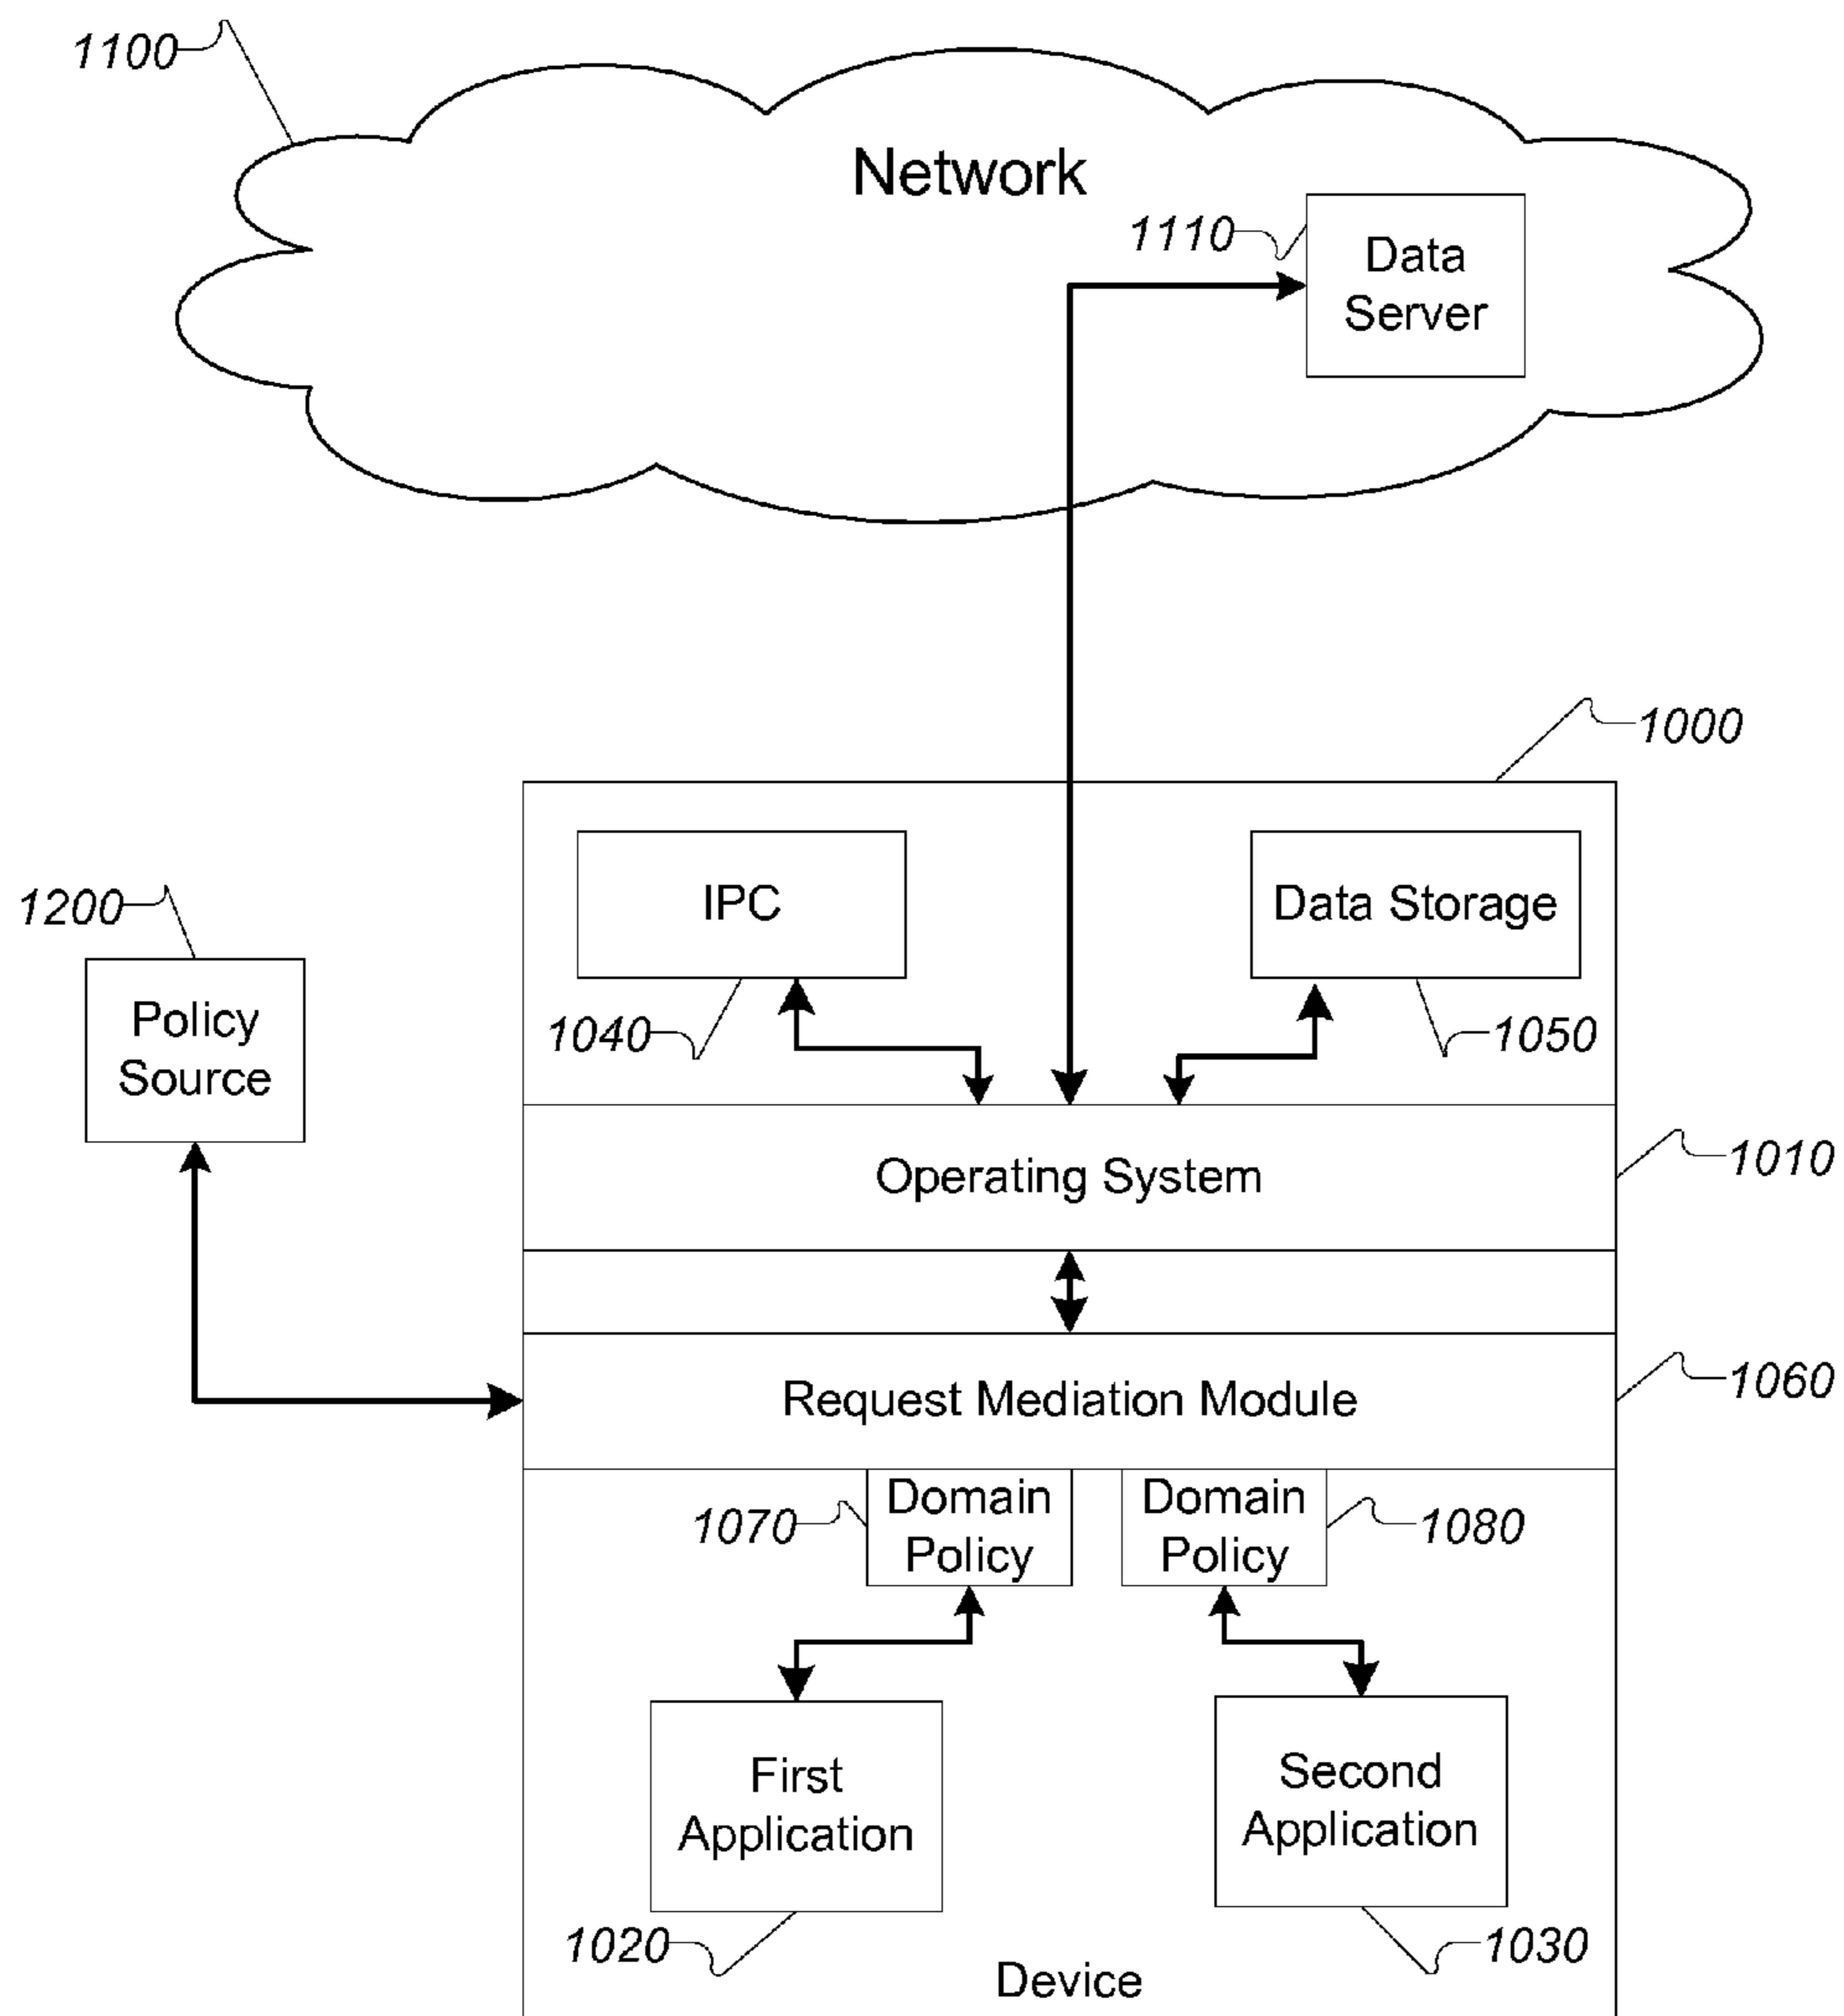 1100
Network
1110
Data
Server
1000
1200
IPC
Data Storage
Policy
Source
1040
1050
Operating System
1010
Request Mediation Module
1060
1070
Domain
Policy
Domain
Policy
1080
First
Application
Second
Application
1020
1030
Device